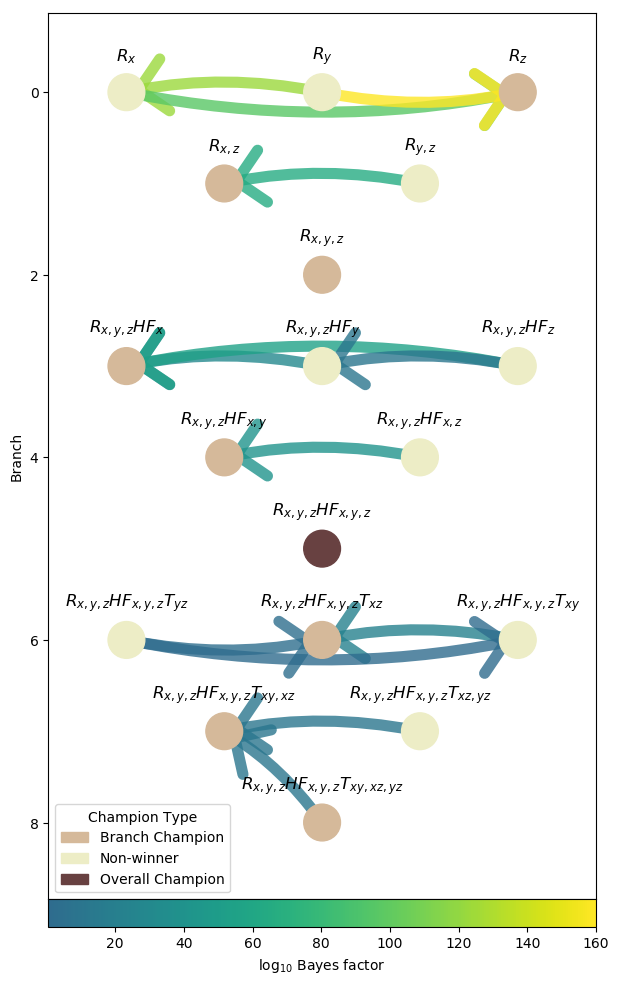 R_x R_y R_z
0
R_{x,z} R_{y,z}
R_{x,y,z}
2
R_{x,y,z}HF_x R_{x,y,z}HF_y R_{x,y,z}HF_z
R_{x,y,z}HF_{x,y} R_{x,y,z}HF_{x,z}
4
Branch
R_{x,y,z}HF_{x,y,z}
R_{x,y,z}HF_{x,y,z}T_{yz} R_{x,y,z}HF_{x,y,z}T_{xz} R_{x,y,z}HF_{x,y,z}T_{xy}
6
R_{x,y,z}HF_{x,y,z}T_{xy,xz} R_{x,y,z}HF_{x,y,z}T_{xz,yz}
R_{x,y,z}HF_{x,y,z}T_{xy,xz,yz}
8
Champion Type
Branch Champion
Non-winner
Overall Champion
20 40 60 80 100 120 140 160
log_{10} Bayes factor